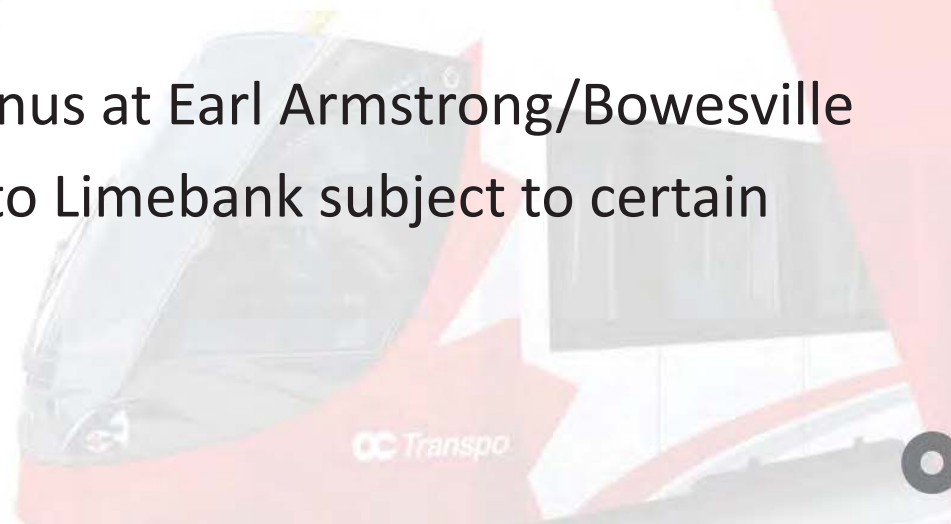 nus at Earl Armstrong/Bowesville
to Limebank subject to certain
OC Transpo